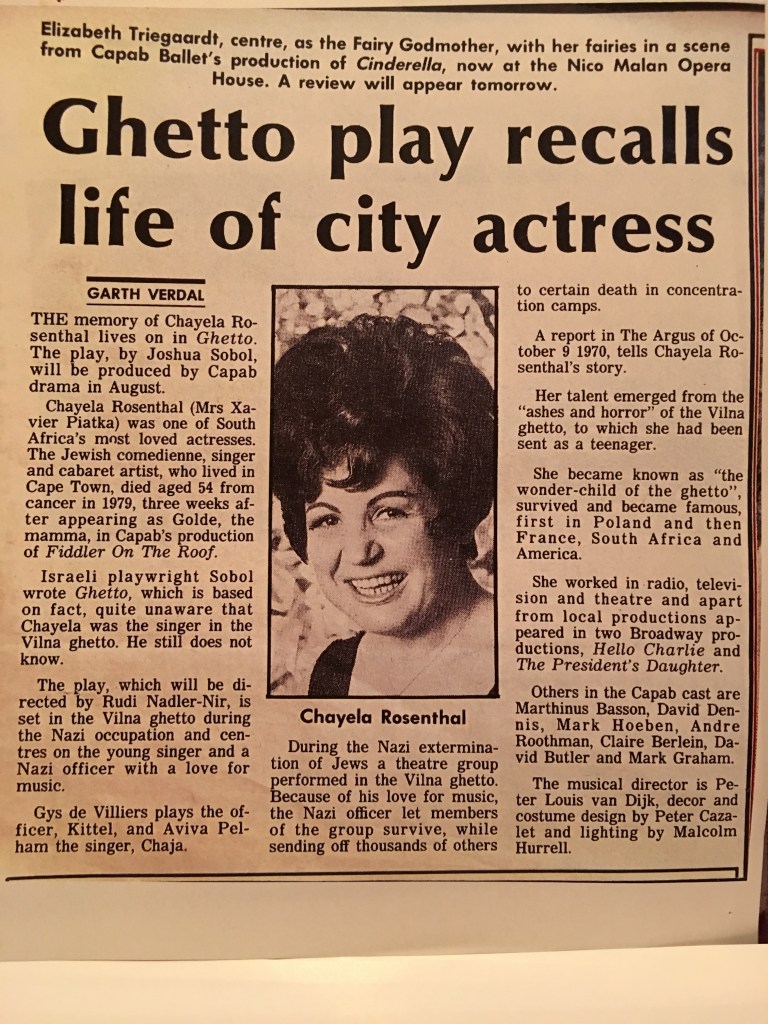 Elizabeth Triegaardt, centre, as the Fairy Godmother, with her fairies in a scene
from Capab Ballet's production of Cinderella, now at the Nico Malan Opera
House. A review will appear tomorrow.
Ghetto play recalls
life of city actress
GARTH VERDAL
THE memory of Chayela Ro-
senthal lives on in Ghetto.
The play, by Joshua Sobol,
will be produced by Capab
drama in August.
Chayela Rosenthal (Mrs Xa-
vier Piatka) was one of South
Africa's most loved actresses.
The Jewish comedienne, singer
and cabaret artist, who lived in
Cape Town, died aged 54 from
cancer in 1979, three weeks af-
ter appearing as Golde, the
mamma, in Capab's production
of Fiddler On The Roof.
Israeli playwright Sobol
wrote Ghetto, which is based
on fact, quite unaware that
Chayela was the singer in the
Vilna ghetto. He still does not
know.
The play, which will be di-
rected by Rudi Nadler-Nir, is
set in the Vilna ghetto during
the Nazi occupation and cen-
tres on the young singer and a
Nazi officer with a love for
music.
Gys de Villiers plays the of-
ficer, Kittel, and Aviva Pel-
ham the singer, Chaja.
Chayela Rosenthal
During the Nazi extermina-
tion of Jews a theatre group
performed in the Vilna ghetto.
Because of his love for music,
the Nazi officer let members
of the group survive, while
sending off thousands of others
to certain death in concentra-
tion camps.
A report in The Argus of Oc-
tober 9 1970, tells Chayela Ro-
senthal's story.
Her talent emerged from the
"ashes and horror" of the Vilna
ghetto, to which she had been
sent as a teenager.
She became known as "the
wonder-child of the ghetto",
survived and became famous,
first in Poland and then
France, South Africa and
America.
She worked in radio, televi-
sion and theatre and apart
from local productions ap-
peared in two Broadway pro-
ductions, Hello Charlie and
The President's Daughter.
Others in the Capab cast are
Marthinus Basson, David Den-
nis, Mark Hoeben, Andre
Roothman, Claire Berlein, Da-
vid Butler and Mark Graham.
The musical director is Pe-
ter Louis van Dijk, decor and
costume design by Peter Caza-
let and lighting by Malcolm
Hurrell.